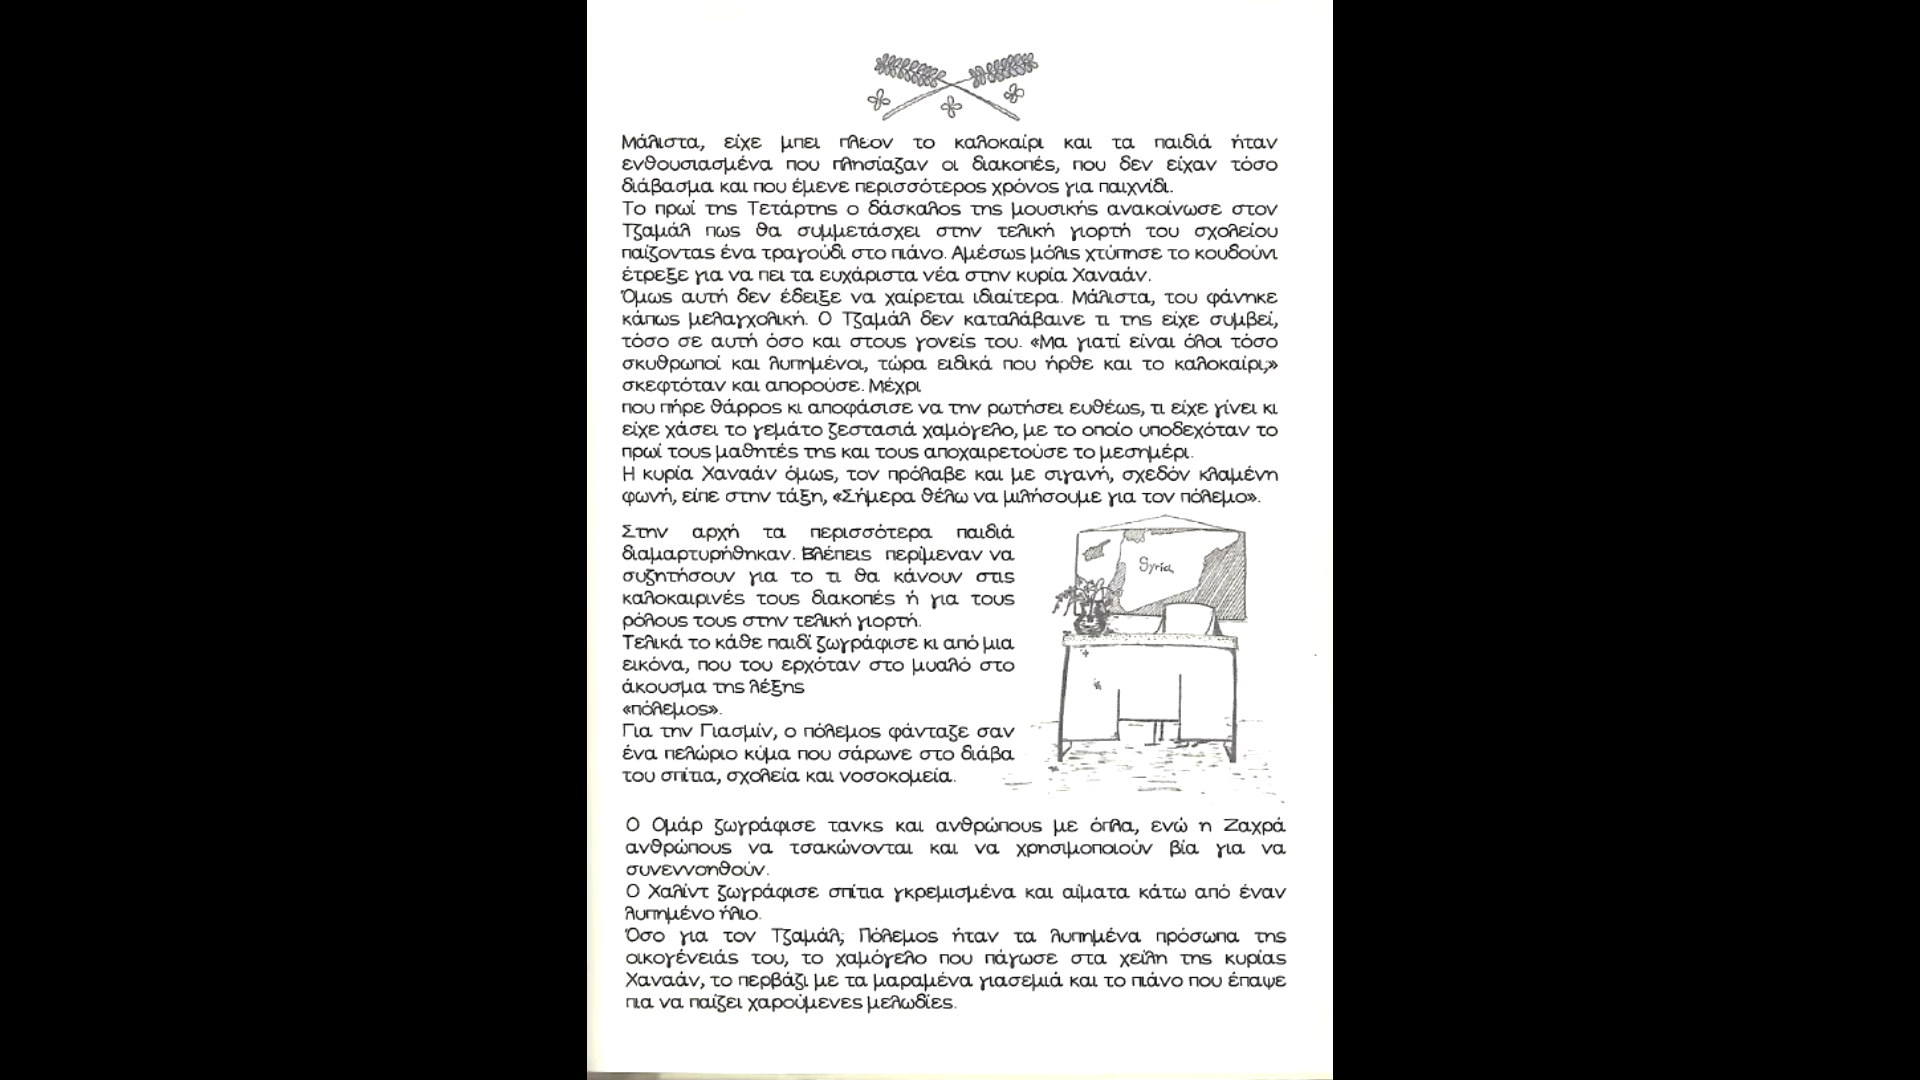 Μάλιστα, είχε μπει πλεον το καλοκαίρι και τα παιδιά ήταν
ενθουσιασμένα που πλησίαζαν οι διακοπές, που δεν είχαν τόσο
διάβασμα και που έμενε περισσότερος χρόνος για παιχνίδι.
Το πρωί της Τετάρτης ο δάσκαλος της μουσικής ανακοίνωσε στον
Τζαμάλ πως θα συμμετάσχει στην τελική γιορτή του σχολείου
παίζοντας ένα τραγούδι στο πιάνο. Αμέσως μόλις χτύπησε το κουδούνι
έτρεξε για να πει τα ευχάριστα νέα στην κυρία Χαναάν.
Όμως αυτή δεν έδειξε να χαίρεται ιδιαίτερα. Μάλιστα, του φάνηκε
κάπως μελαγχολική. Ο Τζαμάλ δεν καταλάβαινε τι της είχε συμβεί,
τόσο σε αυτή όσο και στους γονείς του. «Μα γιατί είναι όλοι τόσο
σκυθρωποί και λυπημένοι, τώρα ειδικά που ήρθε και το καλοκαίρι;»
σκεφτόταν και απορούσε. Μέχρι
που πήρε θάρρος κι αποφάσισε να την ρωτήσει ευθέως, τι είχε γίνει κι
είχε χάσει το γεμάτο ζεστασιά χαμόγελο, με το οποίο υποδεχόταν το
πρωί τους μαθητές της και τους αποχαιρετούσε το μεσημέρι.
Η κυρία Χαναάν όμως, τον πρόλαβε και με σιγανή, σχεδόν κλαμένη
φωνή, είπε στην τάξη, «Σήμερα θέλω να μιλήσουμε για τον πόλεμο».
Στην αρχή τα περισσότερα παιδιά
διαμαρτυρήθηκαν. Βλέπεις περίμεναν να
συζητήσουν για το τι θα κάνουν στις
καλοκαιρινές τους διακοπές ή για τους
ρόλους τους στην τελική γιορτή.
Τελικά το κάθε παιδί ζωγράφισε κι από μια
εικόνα, που του ερχόταν στο μυαλό στο
άκουσμα της λέξης
«πόλεμος».
Για την Γιασμίν, ο πόλεμος φάνταζε σαν
ένα πελώριο κύμα που σάρωνε στο διάβα
του σπίτια, σχολεία και νοσοκομεία.
Syria
Ο Ομάρ ζωγράφισε τανκς και ανθρώπους με όπλα, ενώ η Ζαχρά
ανθρώπους να τσακώνονται και να χρησιμοποιούν βία για να
συνεννοηθούν.
Ο Χαλίντ ζωγράφισε σπίτια γκρεμισμένα και αίματα κάτω από έναν
λυπημένο ήλιο.
Όσο για τον Τζαμάλ; Πόλεμος ήταν τα λυπημένα πρόσωπα της
οικογένειάς του, το χαμόγελο που πάγωσε στα χείλη της κυρίας
Χαναάν, το περβάζι με τα μαραμένα γιασεμιά και το πιάνο που έπαψε
πια να παίζει χαρούμενες μελωδίες.